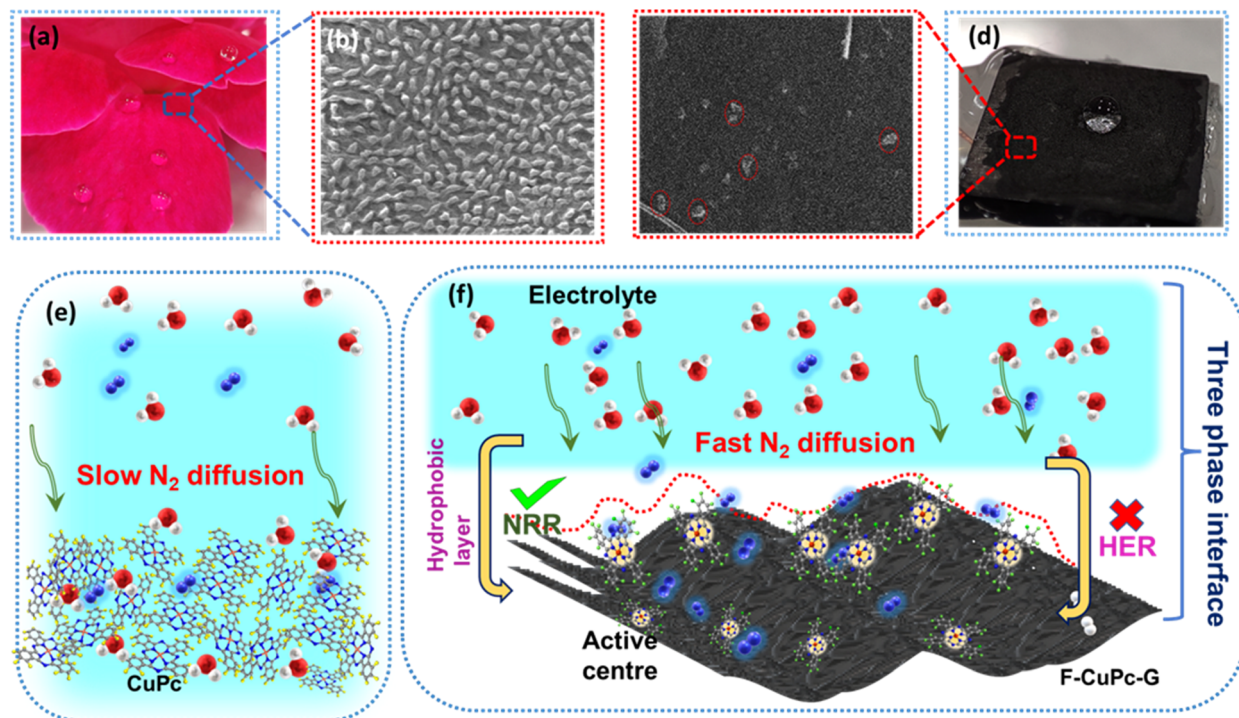 (a)
(b)
(d)
(e)
Slow N₂ diffusion
CuPc
(f)
Electrolyte
Fast N₂ diffusion
Hydrophobic
layer
NRR
HER
Three phase interface
Active
centre
F-CuPc-G